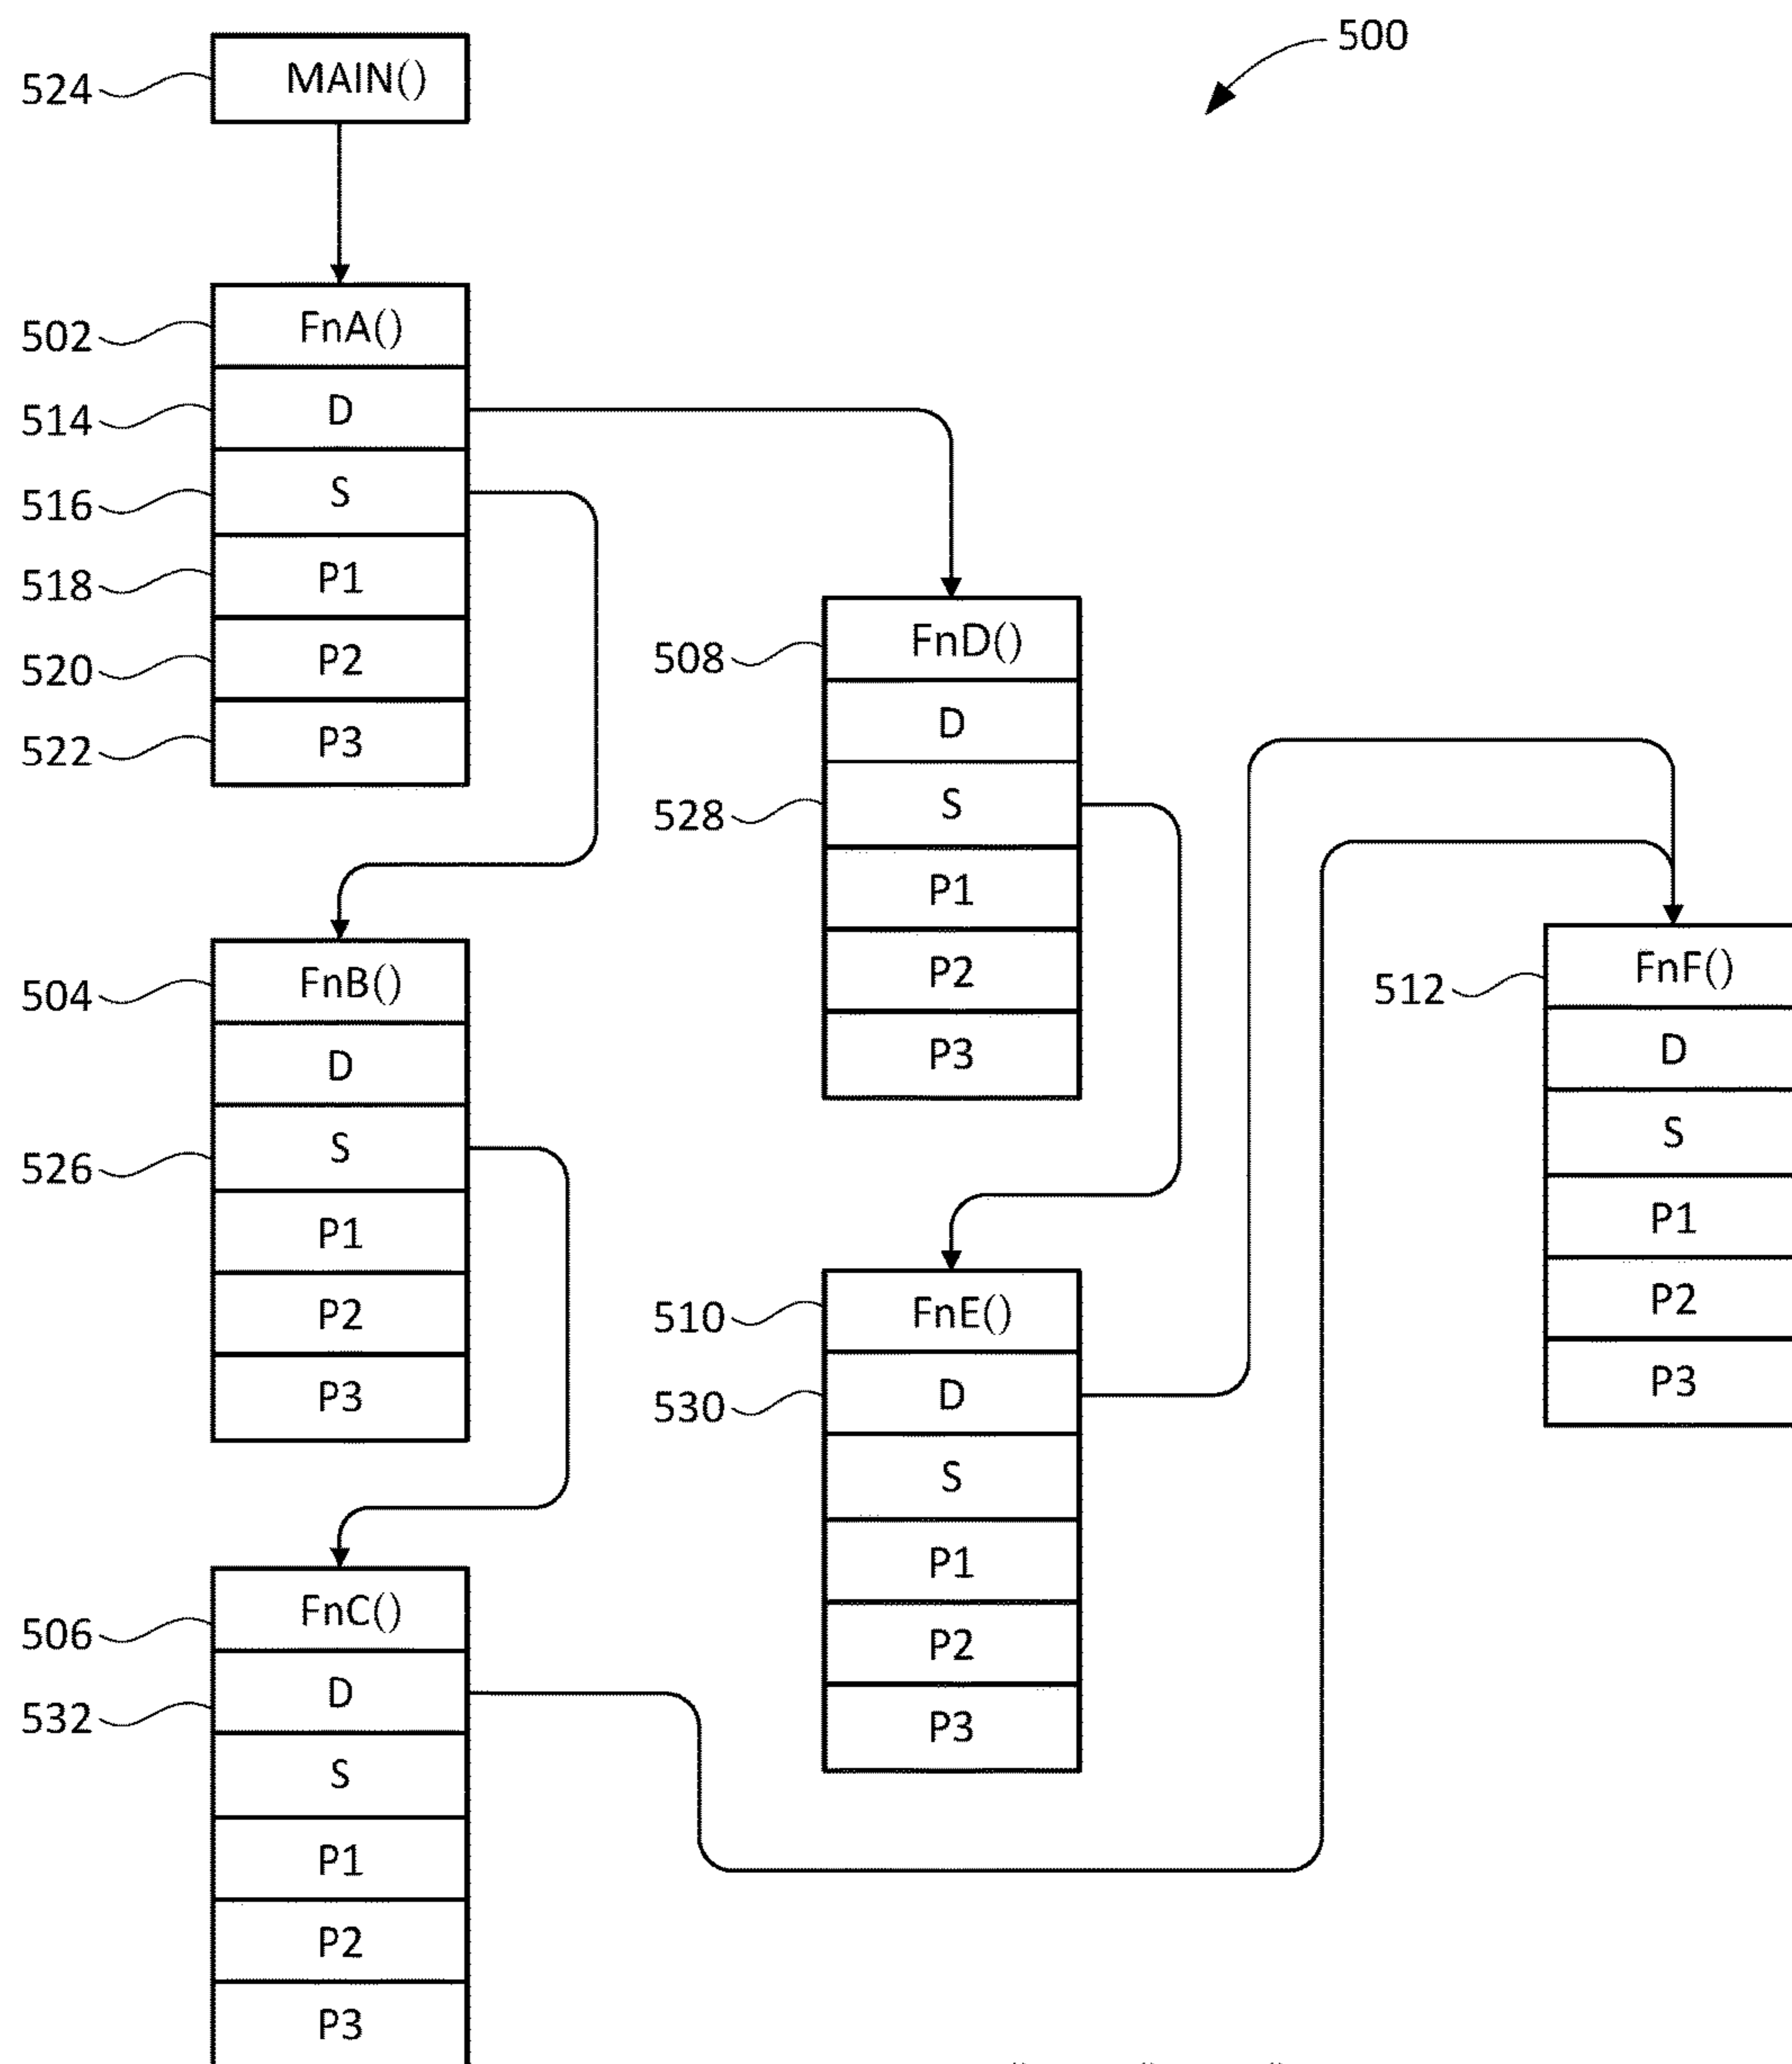 500
524 MAIN()
502 FnA()
514 D
516 S
518 P1
520 P2
522 P3
508 FnD()
D
528 S
P1
P2
P3
504 FnB()
D
526 S
P1
P2
P3
512 FnF()
D
S
P1
P2
P3
510 FnE()
530 D
S
P1
P2
P3
506 FnC()
532 D
S
P1
P2
P3